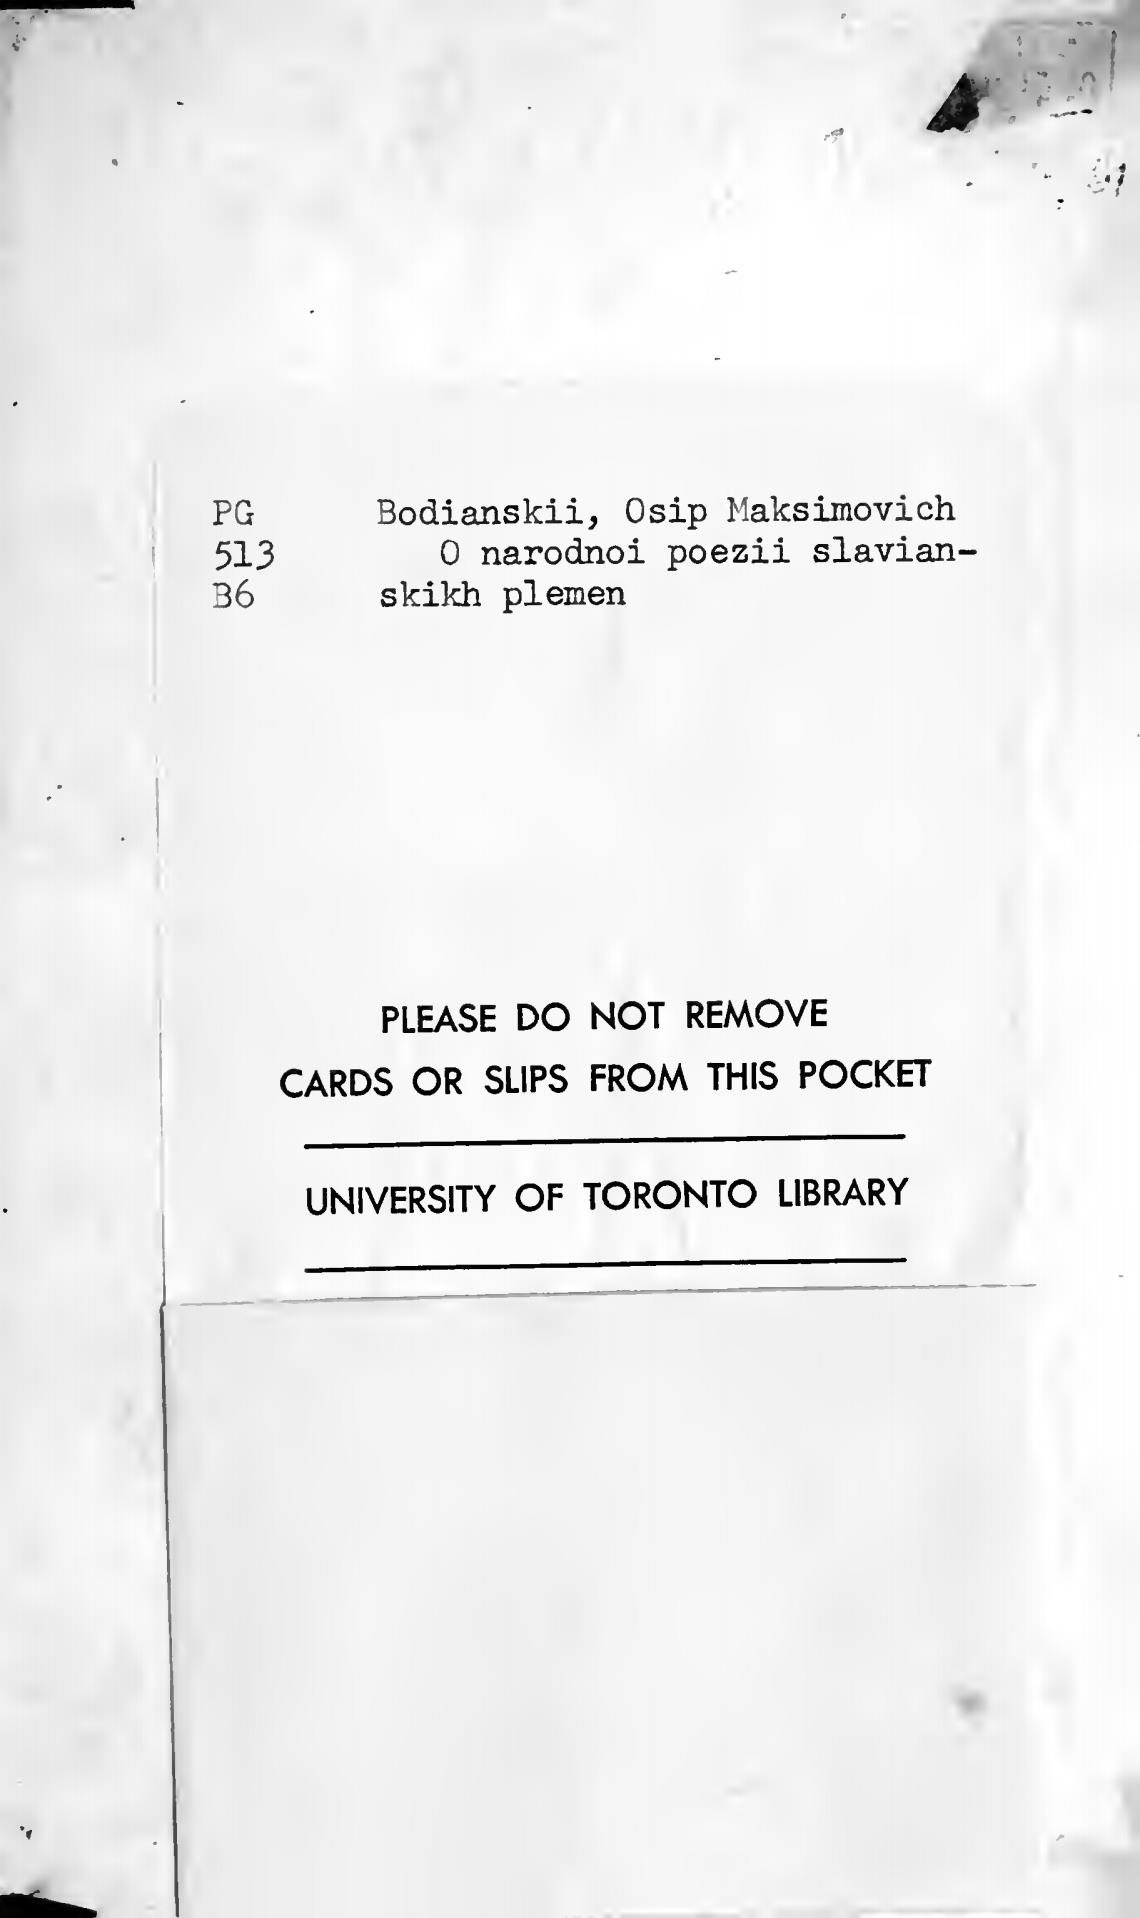 PG Bodianskii, Osip Maksimovich
513 O narodnoi poezii slavian-
B6 skikh plemen
PLEASE DO NOT REMOVE
CARDS OR SLIPS FROM THIS POCKET
UNIVERSITY OF TORONTO LIBRARY